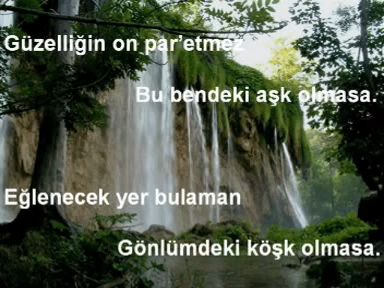 Güzelliğin on par'etmez
Bu bendeki aşk olmasa.
Eğlenecek yer bulaman
Gönlümdeki köşk olmasa.